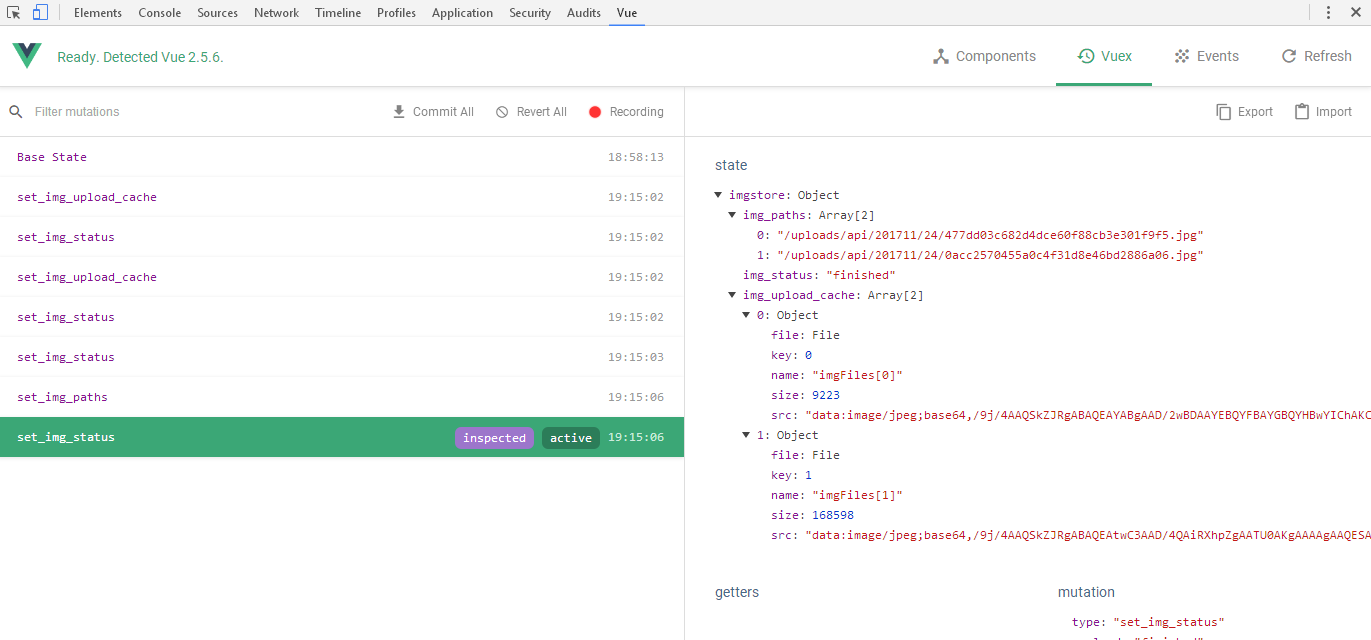 Elements Console Sources Network Timeline Profiles Application Security Audits Vue
Ready. Detected Vue 2.5.6.
Components Vuex Events Refresh
Filter mutations Commit All Revert All Recording
Export Import
Base State 18:58:13
set_img_upload_cache 19:15:02
set_img_status 19:15:02
set_img_upload_cache 19:15:02
set_img_status 19:15:02
set_img_status 19:15:03
set_img_paths 19:15:06
set_img_status inspected active 19:15:06
state
imgstore: Object
img_paths: Array[2]
0: "/uploads/api/201711/24/477dd03c682d4dce60f88cb3e301f9f5.jpg"
1: "/uploads/api/201711/24/0acc2570455a0c4f31d8e46bd2886a06.jpg"
img_status: "finished"
img_upload_cache: Array[2]
0: Object
file: File
key: 0
name: "imgFiles[0]"
size: 9223
src: "data:image/jpeg;base64,/9j/4AAQSkZJRgABAQEAYABgAAD/2wBDAAYEBQYFBAYGBQYHBwYIChAKC
1: Object
file: File
key: 1
name: "imgFiles[1]"
size: 168598
src: "data:image/jpeg;base64,/9j/4AAQSkZJRgABAQEAtwC3AAD/4QAiRXhpZgAATU0AKgAAAAgAAQESA
getters
mutation
type: "set_img_status"